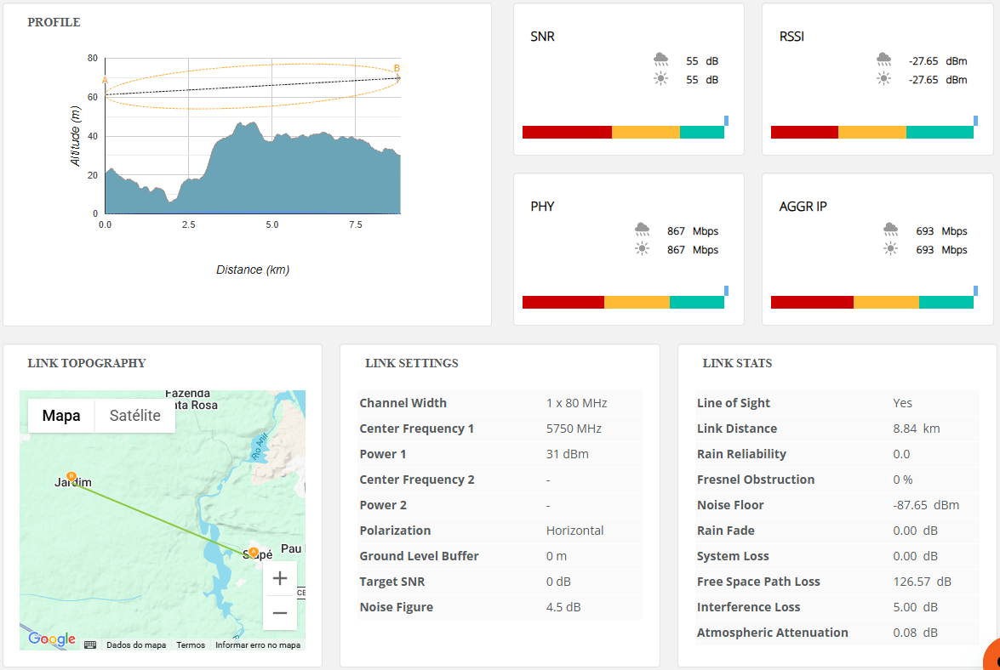 PROFILE
80
60
40
20
0
Altitude (m)
A
B
0.0 2.5 5.0 7.5
Distance (km)
SNR
55 dB
55 dB
RSSI
-27.65 dBm
-27.65 dBm
PHY
867 Mbps
867 Mbps
AGGR IP
693 Mbps
693 Mbps
LINK TOPOGRAPHY
Fazenda
nta Rosa
Mapa Satélite
Rio Anil
B
Jardim
A
Pau
+
−
CE
Google
Dados do mapa Termos Informar erro no mapa
LINK SETTINGS
Channel Width 1 x 80 MHz
Center Frequency 1 5750 MHz
Power 1 31 dBm
Center Frequency 2 -
Power 2 -
Polarization Horizontal
Ground Level Buffer 0 m
Target SNR 0 dB
Noise Figure 4.5 dB
LINK STATS
Line of Sight Yes
Link Distance 8.84 km
Rain Reliability 0.0
Fresnel Obstruction 0 %
Noise Floor -87.65 dBm
Rain Fade 0.00 dB
System Loss 0.00 dB
Free Space Path Loss 126.57 dB
Interference Loss 5.00 dB
Atmospheric Attenuation 0.08 dB